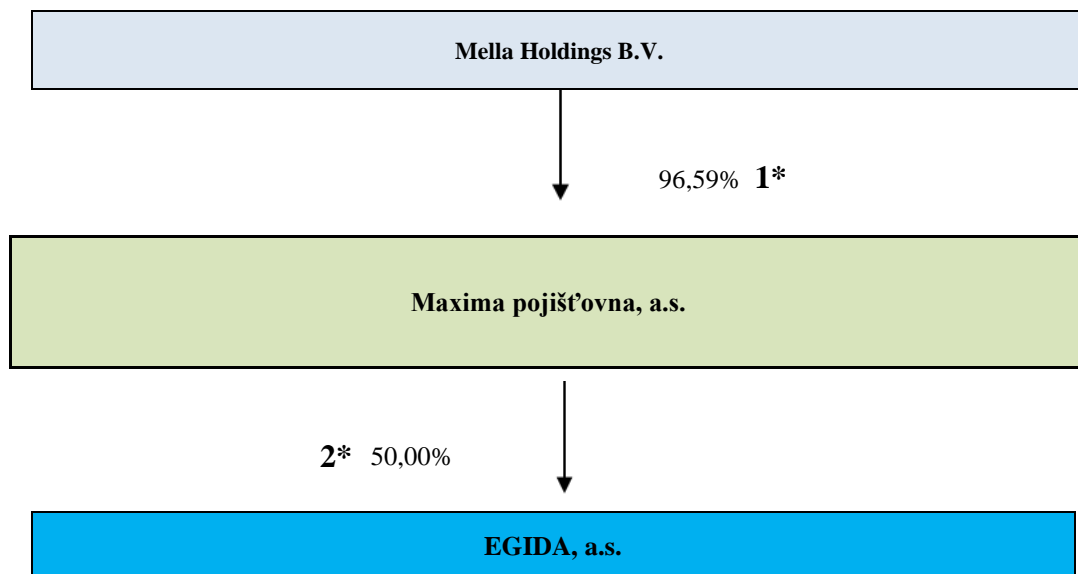 Mella Holdings B.V.
96,59% 1*
Maxima pojišťovna, a.s.
2* 50,00%
EGIDA, a.s.